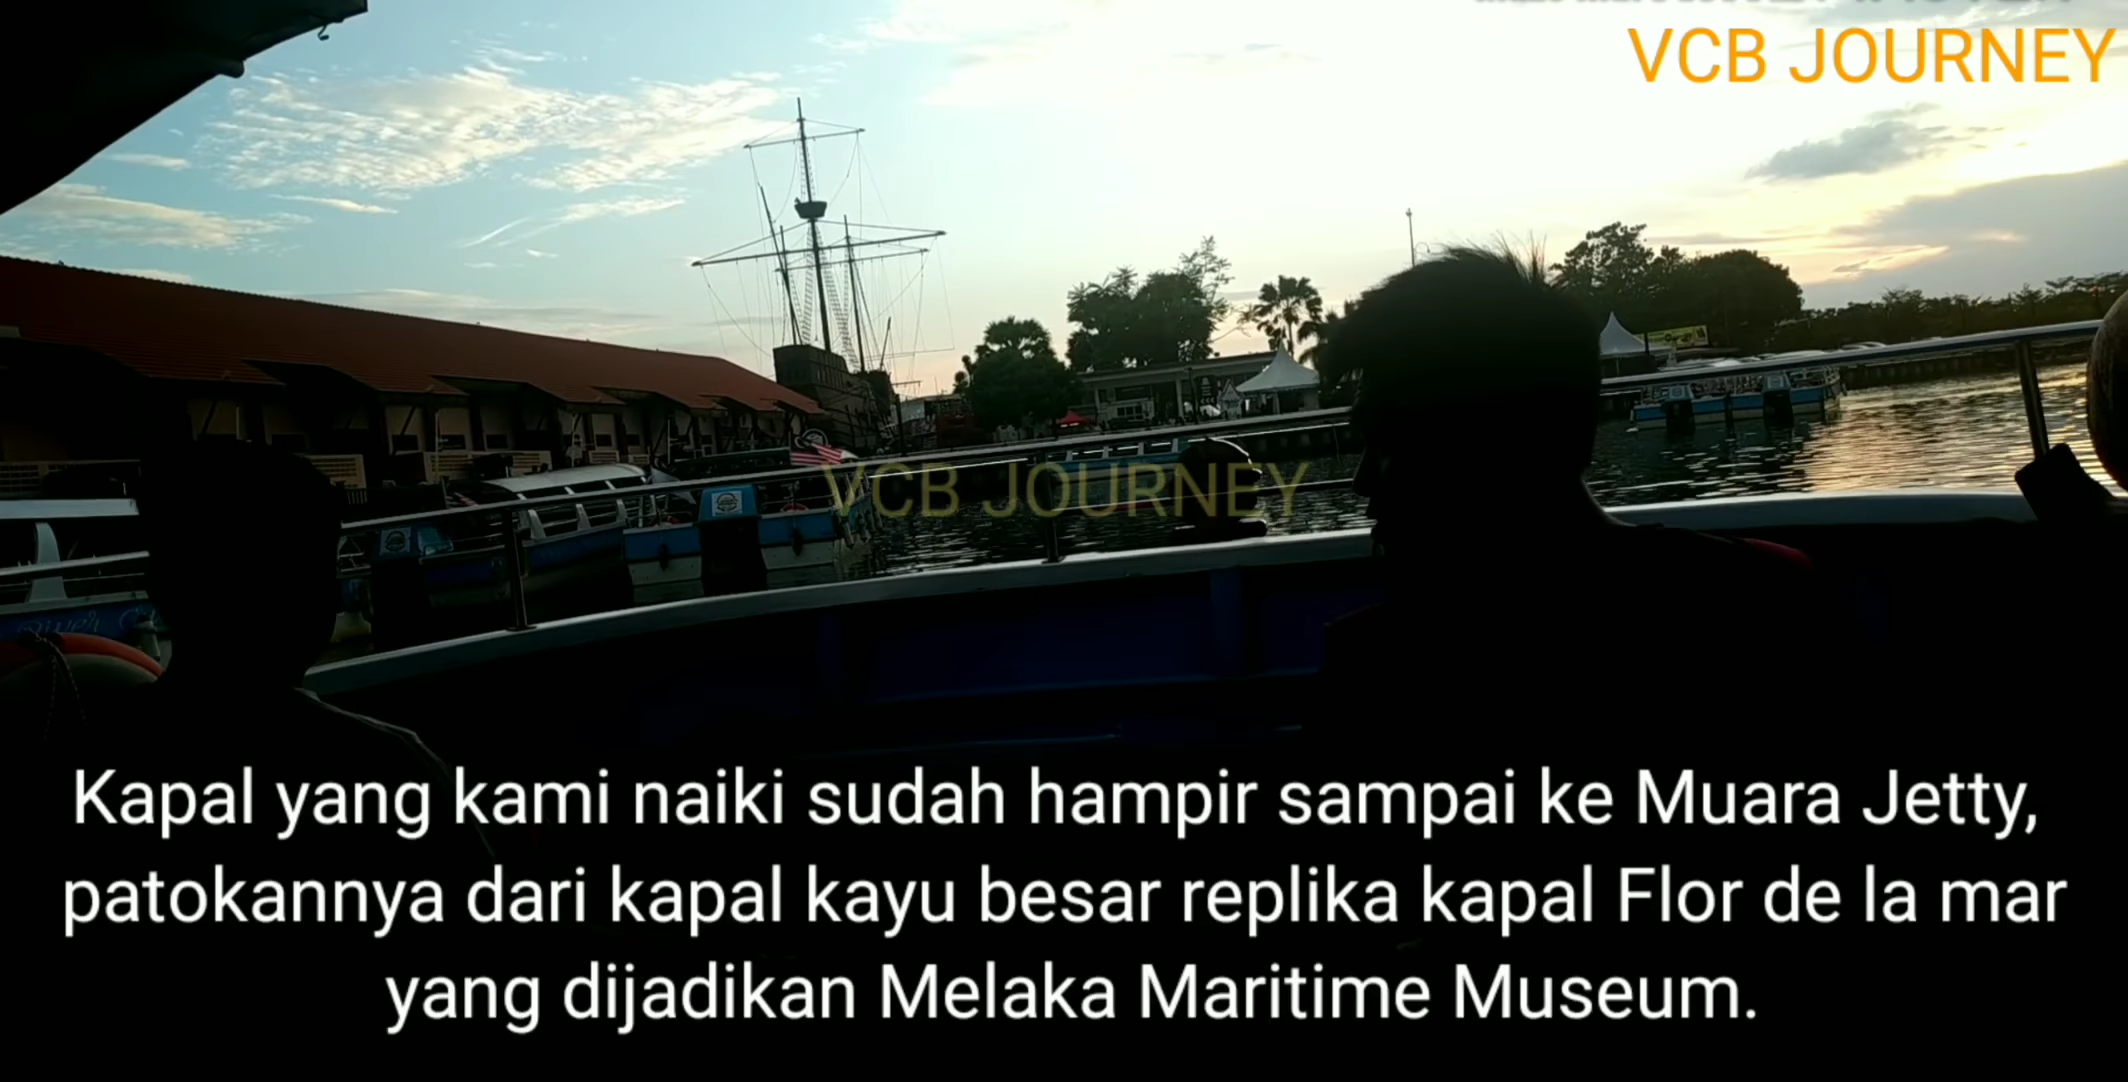 VCB JOURNEY
VCB JOURNEY
Kapal yang kami naiki sudah hampir sampai ke Muara Jetty,
patokannya dari kapal kayu besar replika kapal Flor de la mar
yang dijadikan Melaka Maritime Museum.